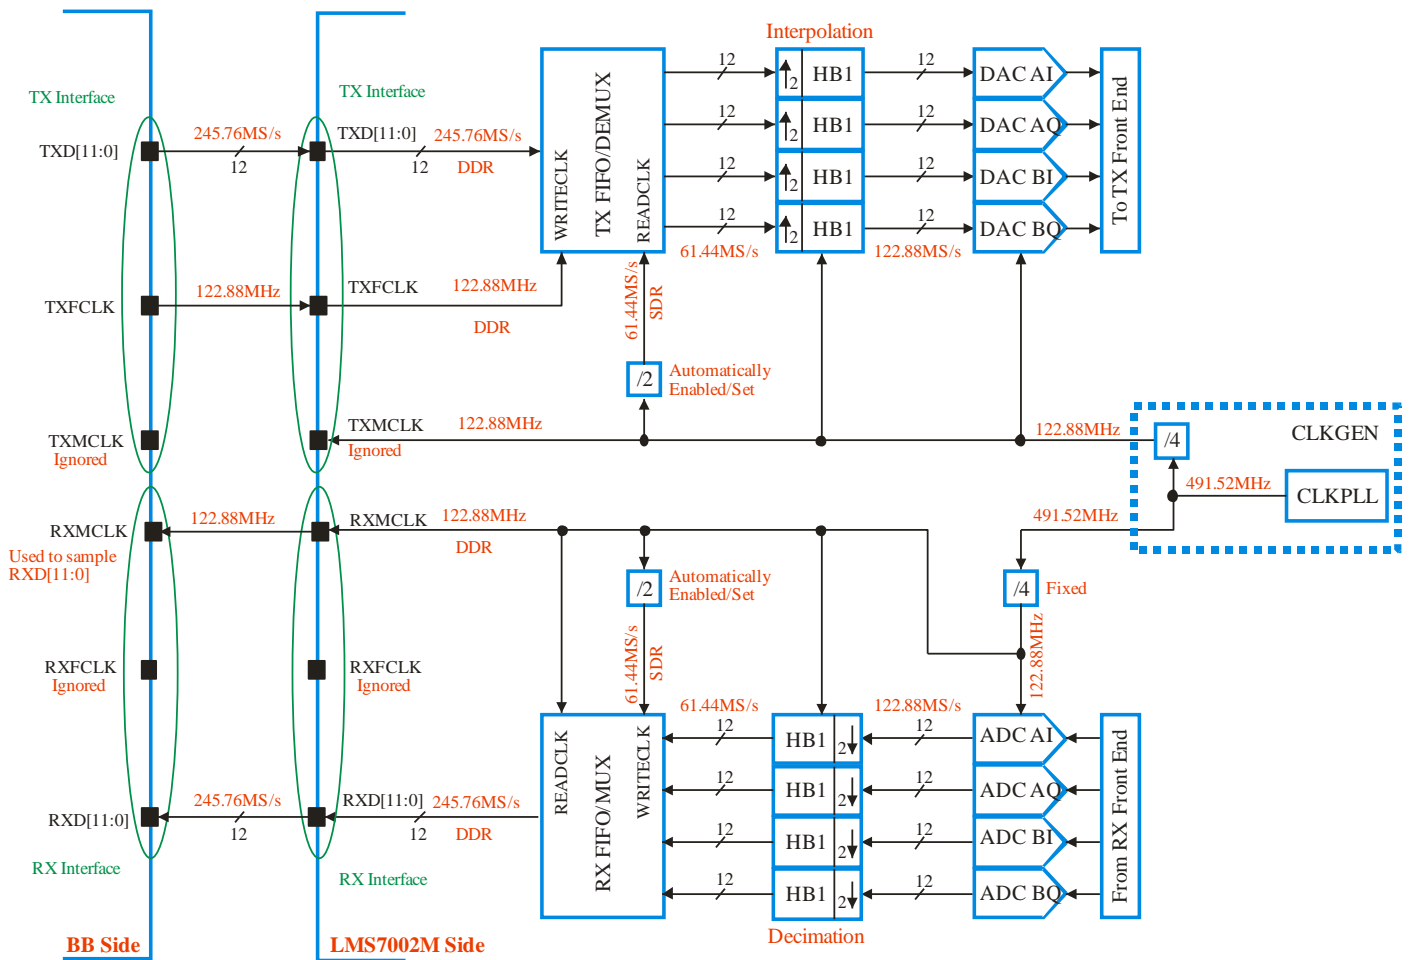 Interpolation
TX Interface
TX Interface
TXD[11:0]
245.76MS/s
12
TXD[11:0]
245.76MS/s
12
DDR
WRITECLK
TX FIFO/DEMUX
READCLK
12
2
HB1
12
DAC AI
12
2
HB1
12
DAC AQ
12
2
HB1
12
DAC BI
12
2
HB1
12
DAC BQ
61.44MS/s
122.88MS/s
To TX Front End
TXFCLK
122.88MHz
TXFCLK
122.88MHz
DDR
61.44MS/s
SDR
/2
Automatically
Enabled/Set
TXMCLK
Ignored
TXMCLK
Ignored
122.88MHz
122.88MHz
/4
CLKGEN
491.52MHz
CLKPLL
491.52MHz
RXMCLK
Used to sample
RXD[11:0]
122.88MHz
RXMCLK
122.88MHz
DDR
/2
Automatically
Enabled/Set
/4
Fixed
61.44MS/s
SDR
122.88MHz
RXFCLK
Ignored
RXFCLK
Ignored
61.44MS/s
122.88MS/s
READCLK
RX FIFO/MUX
WRITECLK
12
HB1
2
12
ADC AI
12
HB1
2
12
ADC AQ
12
HB1
2
12
ADC BI
12
HB1
2
12
ADC BQ
From RX Front End
RXD[11:0]
245.76MS/s
12
RXD[11:0]
245.76MS/s
12
DDR
RX Interface
RX Interface
Decimation
BB Side
LMS7002M Side